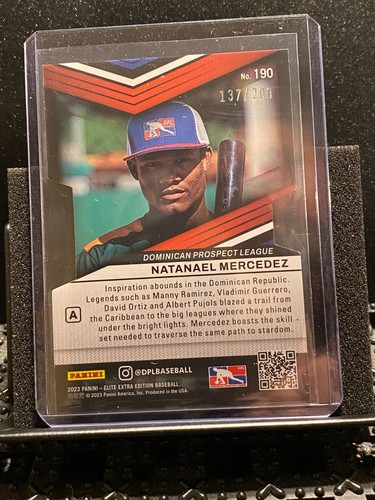 No. 190
137/200
DPL
DOMINICAN PROSPECT LEAGUE
NATANAEL MERCEDEZ
Inspiration abounds in the Dominican Republic.
Legends such as Manny Ramirez, Vladimir Guerrero,
David Ortiz and Albert Pujols blazed a trail from
the Caribbean to the big leagues where they shined
under the bright lights. Mercedez boasts the skill
set needed to traverse the same path to stardom.
A
PANINI
@DPLBASEBALL
2023 PANINI – ELITE EXTRA EDITION BASEBALL
© 2023 Panini America, Inc. Produced in the USA.